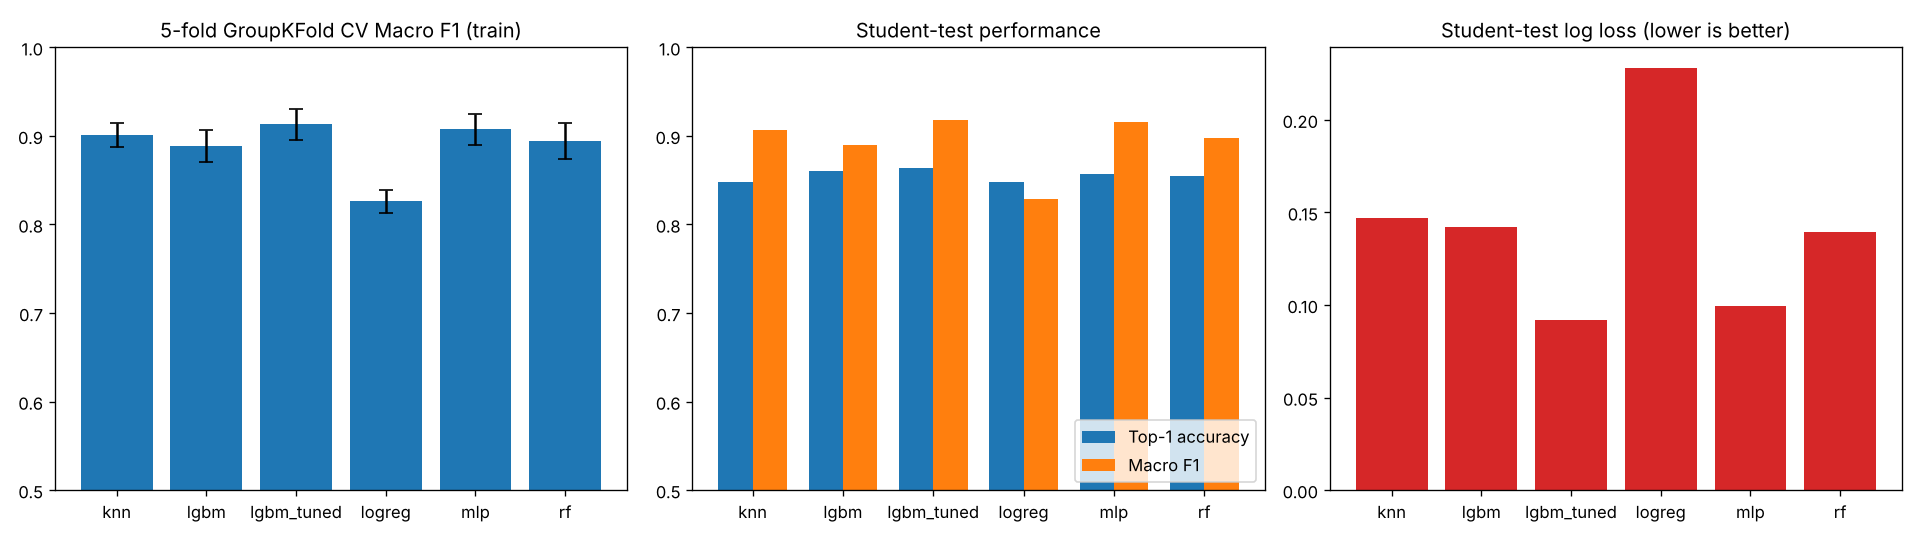 5-fold GroupKFold CV Macro F1 (train)
1.0
0.9
0.8
0.7
0.6
0.5
knn lgbm lgbm_tuned logreg mlp rf
Student-test performance
1.0
0.9
0.8
0.7
0.6
0.5
Top-1 accuracy
Macro F1
knn lgbm lgbm_tuned logreg mlp rf
Student-test log loss (lower is better)
0.20
0.15
0.10
0.05
0.00
knn lgbm lgbm_tuned logreg mlp rf